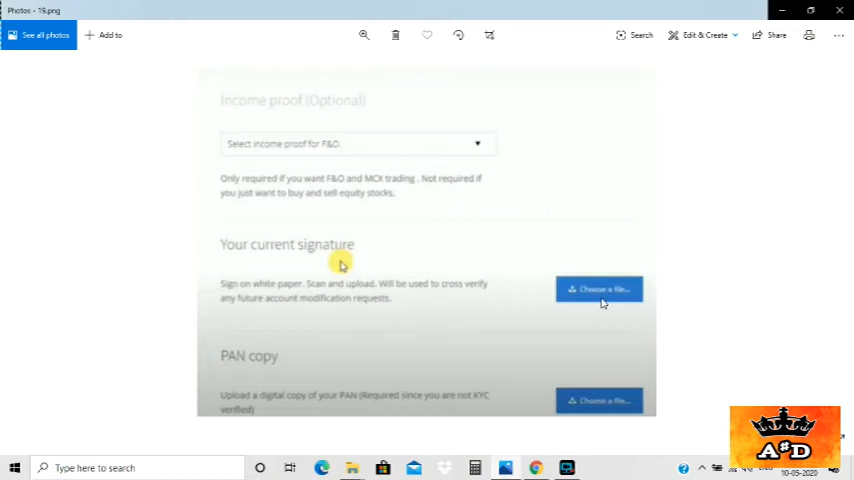 Photos - 19.png
See all photos
Add to
Search
Edit & Create
Share
Income proof (Optional)
Select income proof for F&O.
Only required if you want F&O and MCX trading . Not required if
you just want to buy and sell equity stocks.
Your current signature
Sign on white paper. Scan and upload. Will be used to cross verify
any future account modification requests.
Choose a file...
PAN copy
Upload a digital copy of your PAN (Required since you are not KYC
verified)
Choose a file...
A#D
Type here to search
10-05-2020